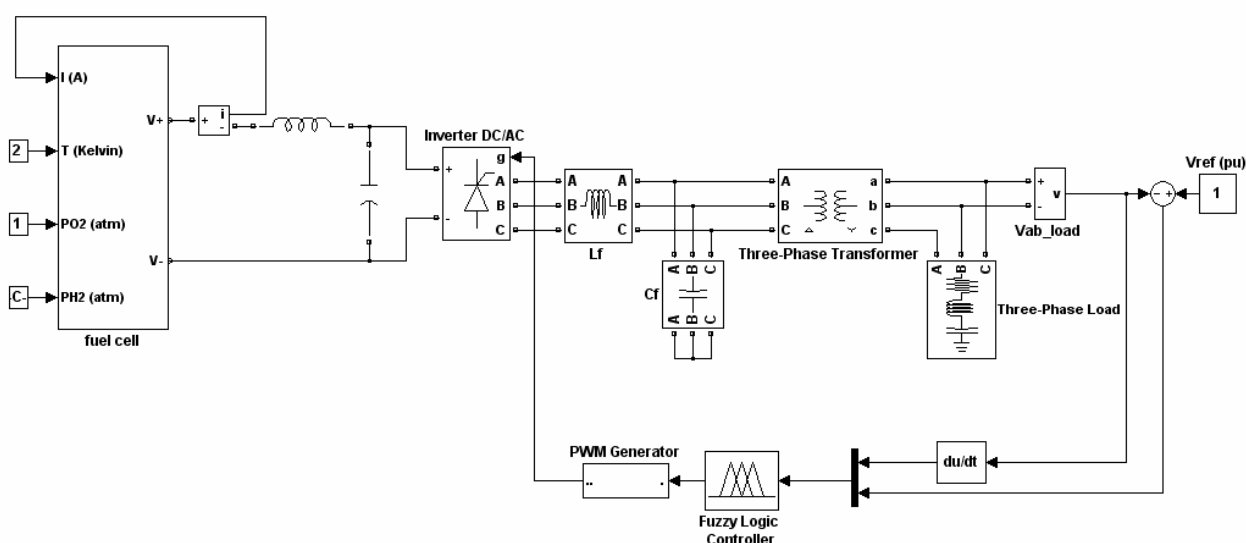 I (A)
T (Kelvin)
PO2 (atm)
PH2 (atm)
2
1
-C-
V+
V-
fuel cell
+
i
-
Inverter DC/AC
g
+
-
A
B
C
A
B
C
A
B
C
Lf
A B C
Cf
A B C
A
B
C
a
b
c
Three-Phase Transformer
+
-
v
Vab_load
- +
Vref (pu)
1
A B C
Three-Phase Load
PWM Generator
Fuzzy Logic
Controller
du/dt